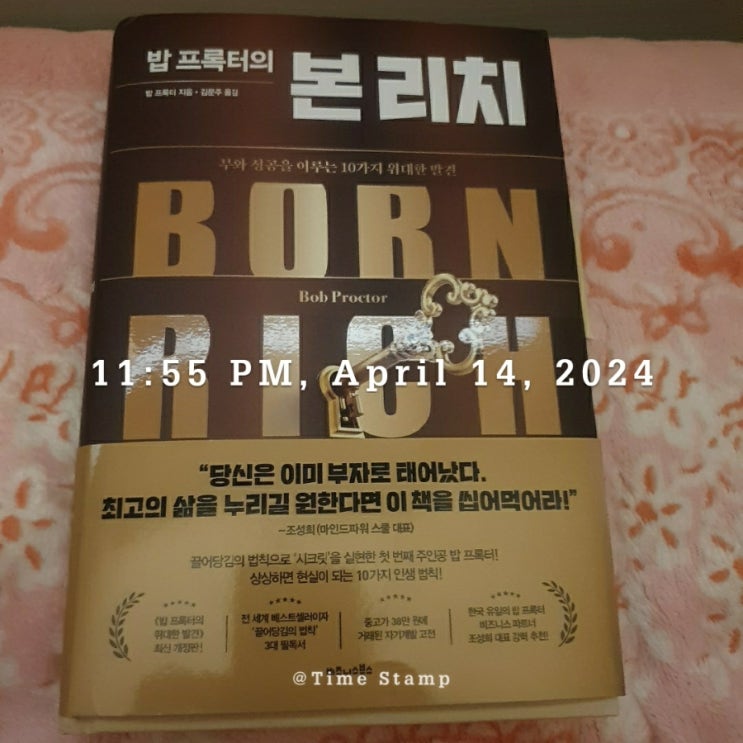 밥 프록터의
본 리치
밥 프록터 지음 • 김문주 옮김
부와 성공을 이루는 10가지 위대한 발견
BORN
Bob Proctor
RICH
11:55 PM, April 14, 2024
“당신은 이미 부자로 태어났다.
최고의 삶을 누리길 원한다면 이 책을 씹어먹어라!”
~조성희(마인드파워 스쿨 대표)
끌어당김의 법칙으로 '시크릿'을 실현한 첫 번째 주인공 밥 프록터!
상상하면 현실이 되는 10가지 인생 법칙!
《밥 프록터의
위대한 발견》
최신 개정판!
전 세계 베스트셀러이자
'끌어당김의 법칙'
3대 필독서
중고가 38만 원에
거래된 자기계발 고전
한국 유일의 밥 프록터
비즈니스 파트너
조성희 대표 강력 추천!
비즈니스북스
@Time Stamp